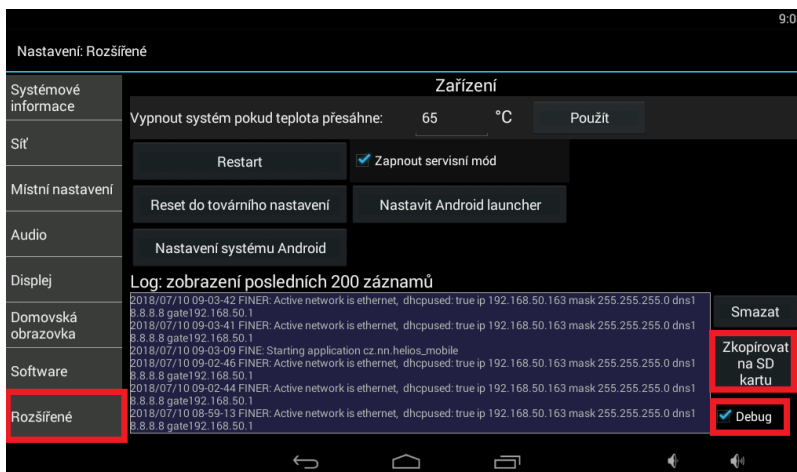 9:0
Nastavení: Rozšířené
Systémové
informace
Síť
Místní nastavení
Audio
Displej
Domovská
obrazovka
Software
Rozšířené
Zařízení
Vypnout systém pokud teplota přesáhne: 65 °C Použít
Restart
Zapnout servisní mód
Reset do továrního nastavení
Nastavit Android launcher
Nastavení systému Android
Log: zobrazení posledních 200 záznamů
2018/07/10 09-03-42 FINER: Active network is ethernet, dhcpused: true ip 192.168.50.163 mask 255.255.255.0 dns1
8.8.8.8 gate192.168.50.1
2018/07/10 09-03-41 FINER: Active network is ethernet, dhcpused: true ip 192.168.50.163 mask 255.255.255.0 dns1
8.8.8.8 gate192.168.50.1
2018/07/10 09-03-09 FINE: Starting application cz.nn.helios_mobile
2018/07/10 09-02-46 FINER: Active network is ethernet, dhcpused: true ip 192.168.50.163 mask 255.255.255.0 dns1
8.8.8.8 gate192.168.50.1
2018/07/10 09-02-44 FINER: Active network is ethernet, dhcpused: true ip 192.168.50.163 mask 255.255.255.0 dns1
8.8.8.8 gate192.168.50.1
2018/07/10 08-59-13 FINER: Active network is ethernet, dhcpused: true ip 192.168.50.163 mask 255.255.255.0 dns1
8.8.8.8 gate192.168.50.1
Smazat
Zkopírovat
na SD
kartu
Debug